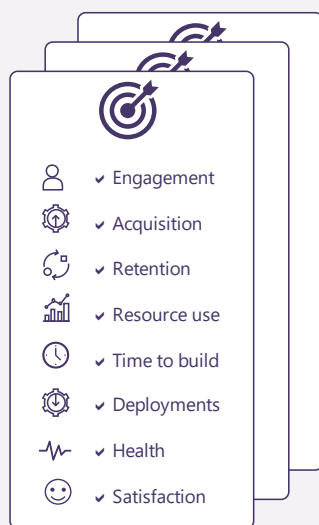 Engagement
Acquisition
Retention
Resource use
Time to build
Deployments
Health
Satisfaction